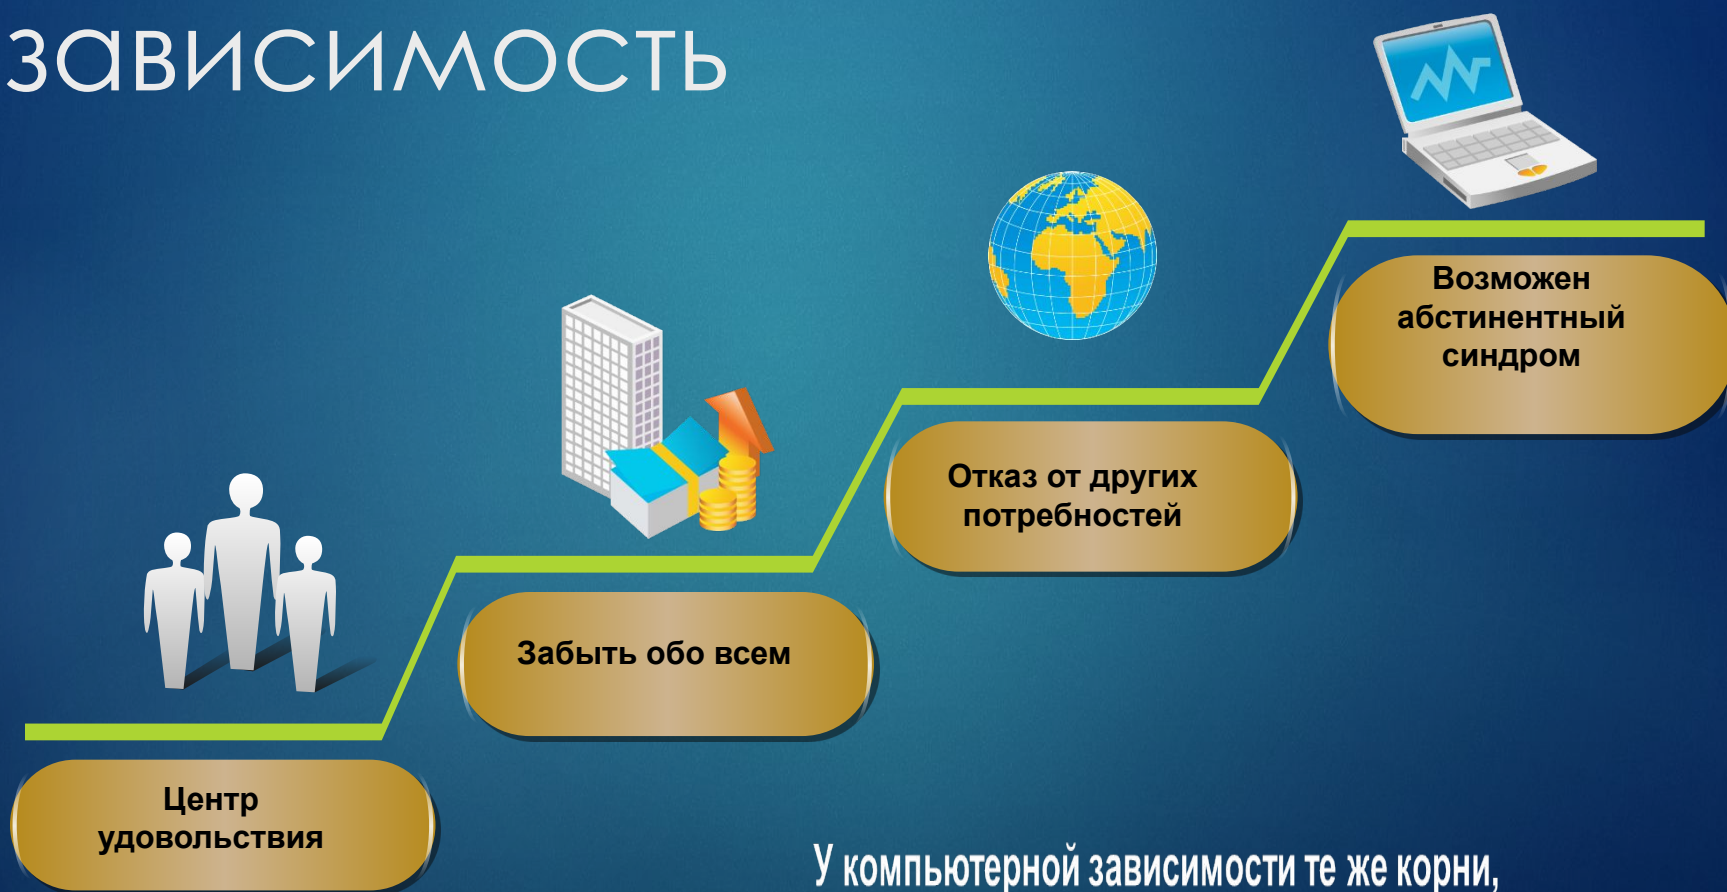 зависимость
Возможен
абстинентный
синдром
Отказ от других
потребностей
Забыть обо всем
Центр
удовольствия
У компьютерной зависимости те же корни,